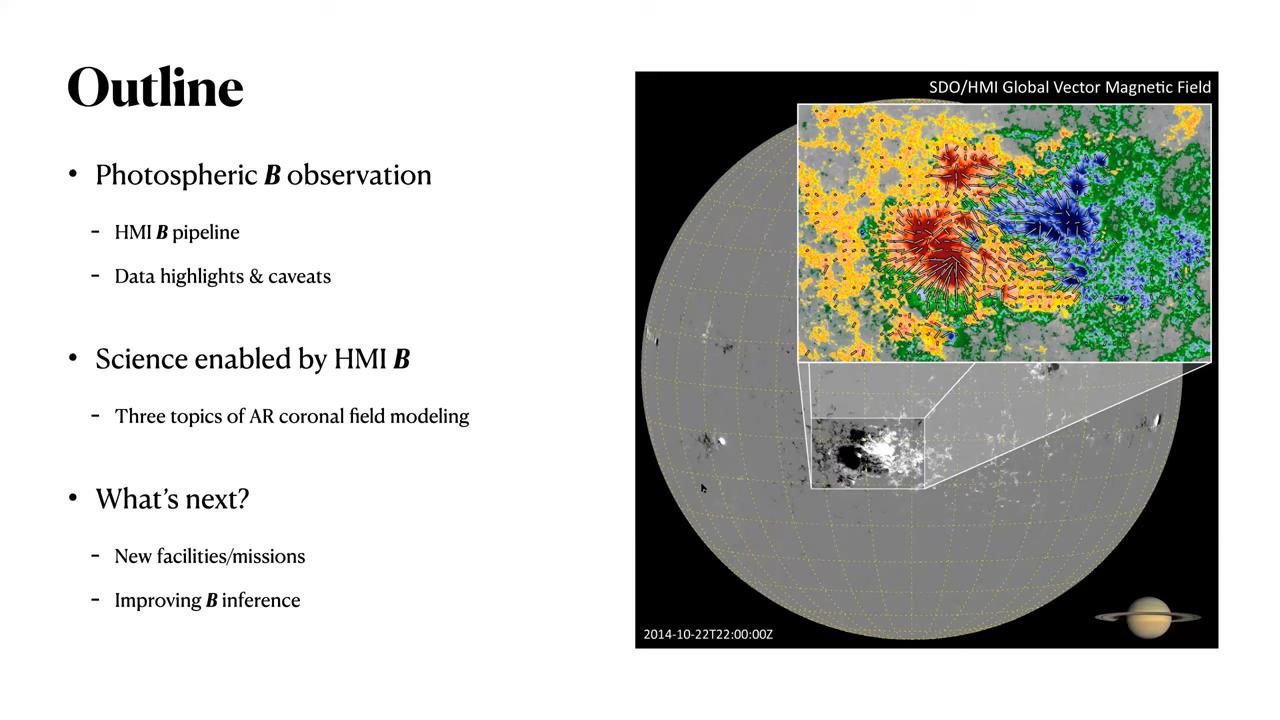 Outline
• Photospheric B observation
- HMI B pipeline
- Data highlights & caveats
• Science enabled by HMI B
- Three topics of AR coronal field modeling
• What’s next?
- New facilities/missions
- Improving B inference
SDO/HMI Global Vector Magnetic Field
2014-10-22T22:00:00Z